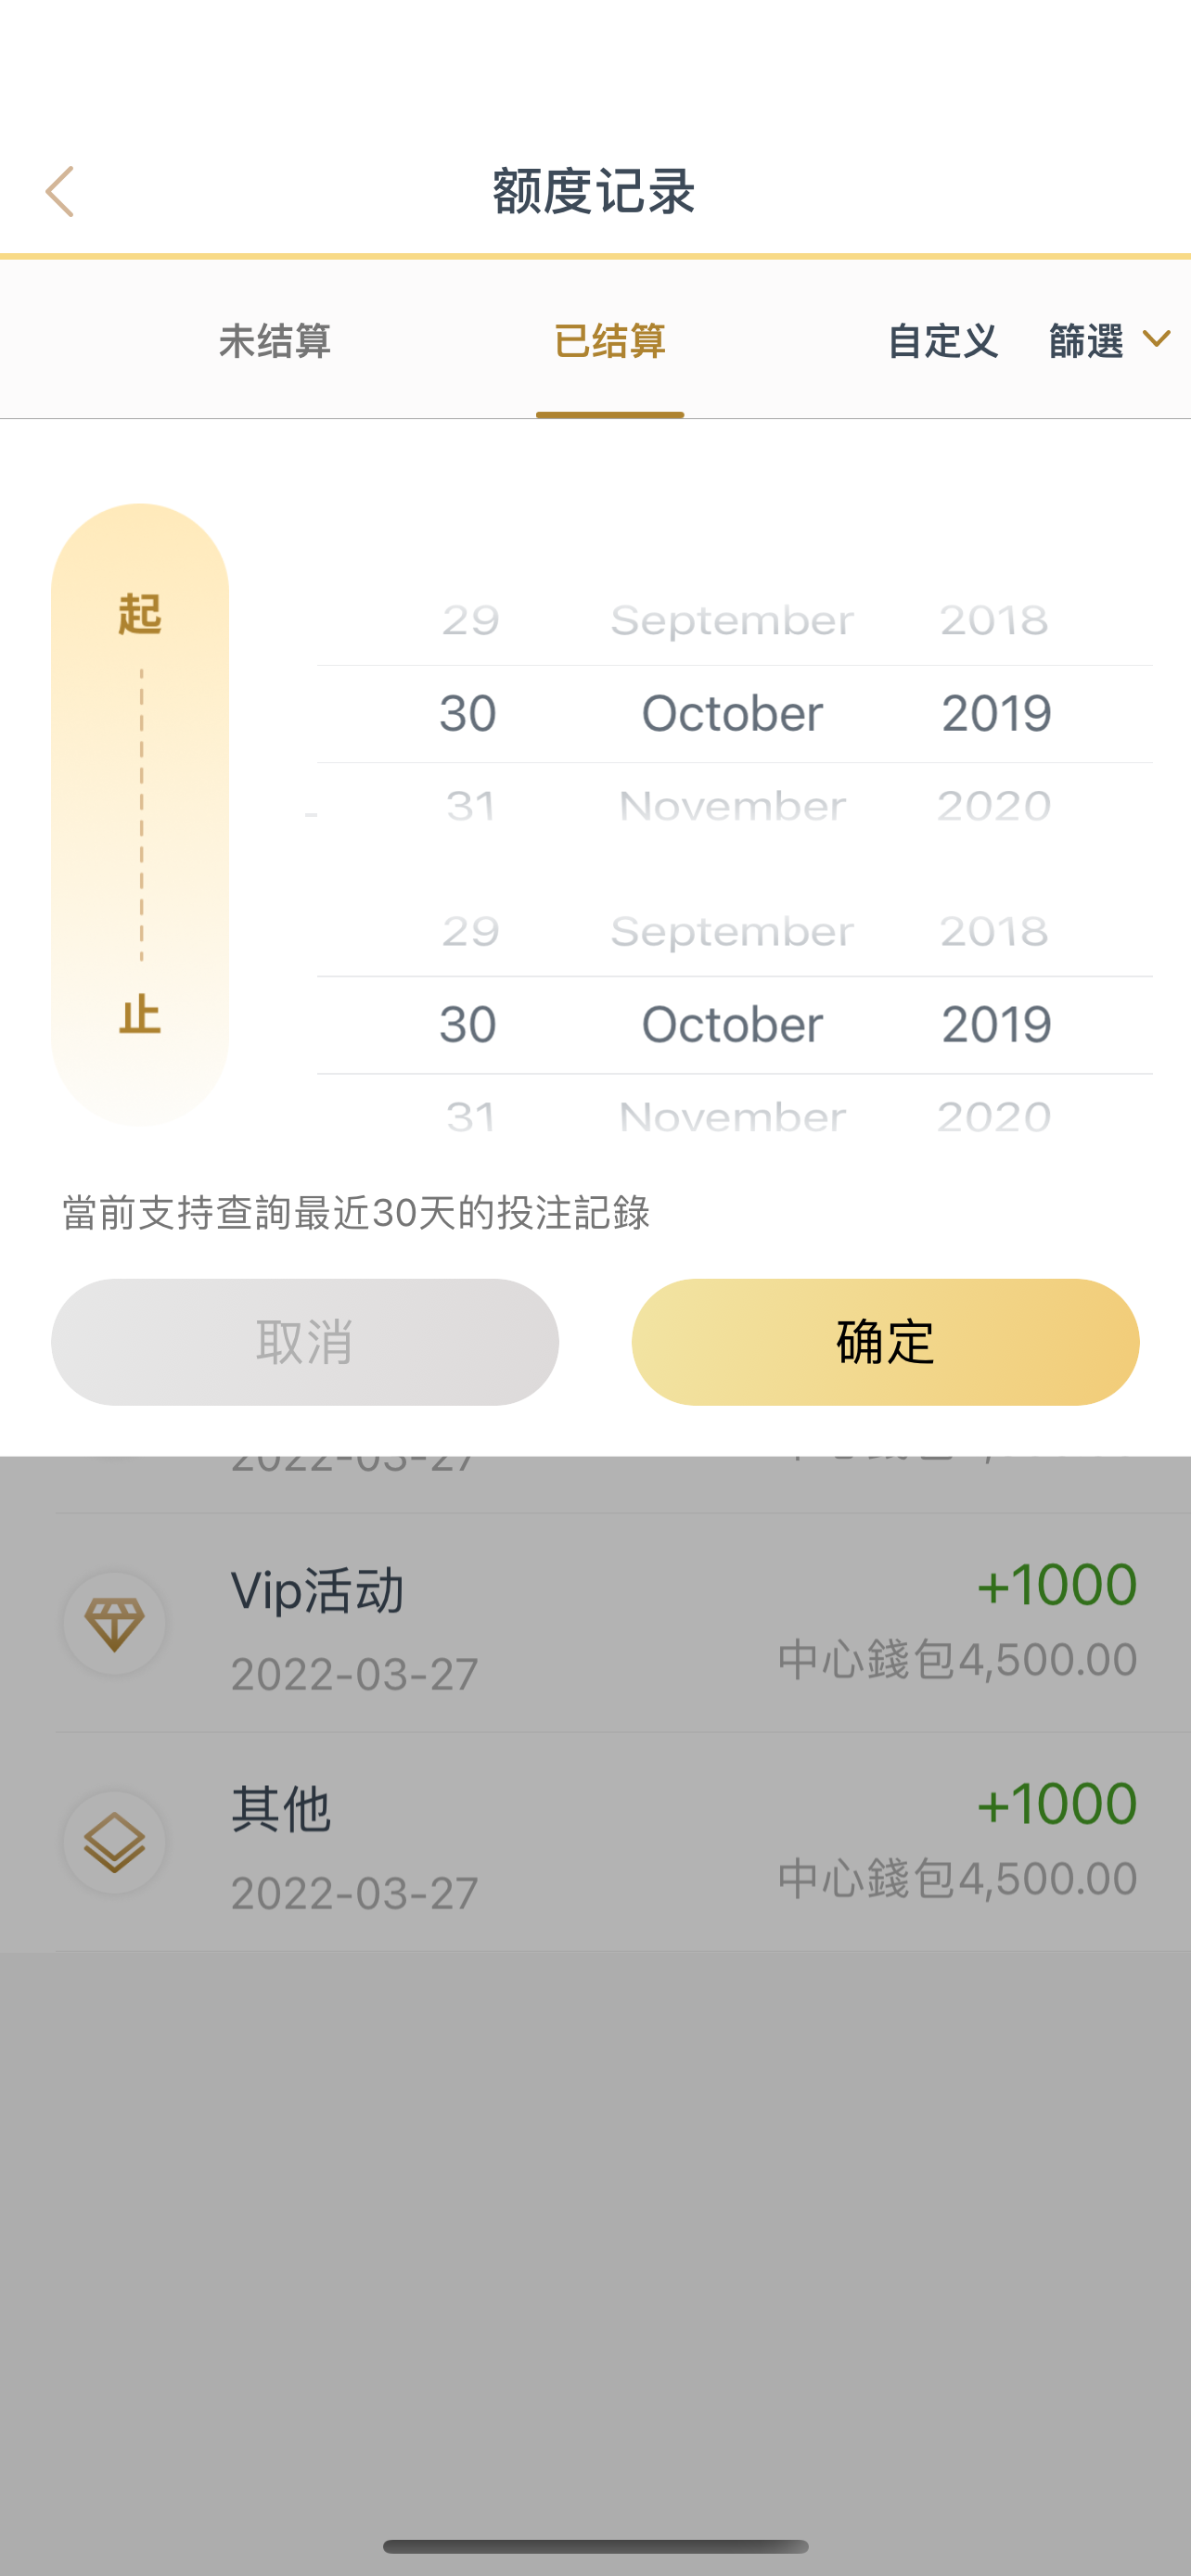 额度记录
未结算 已结算 自定义 篩選
起
29 September 2018
30 October 2019
31 November 2020
止
29 September 2018
30 October 2019
31 November 2020
當前支持查詢最近30天的投注記錄
取消 确定
2022-03-27
Vip活动 +1000
2022-03-27 中心錢包4,500.00
其他 +1000
2022-03-27 中心錢包4,500.00